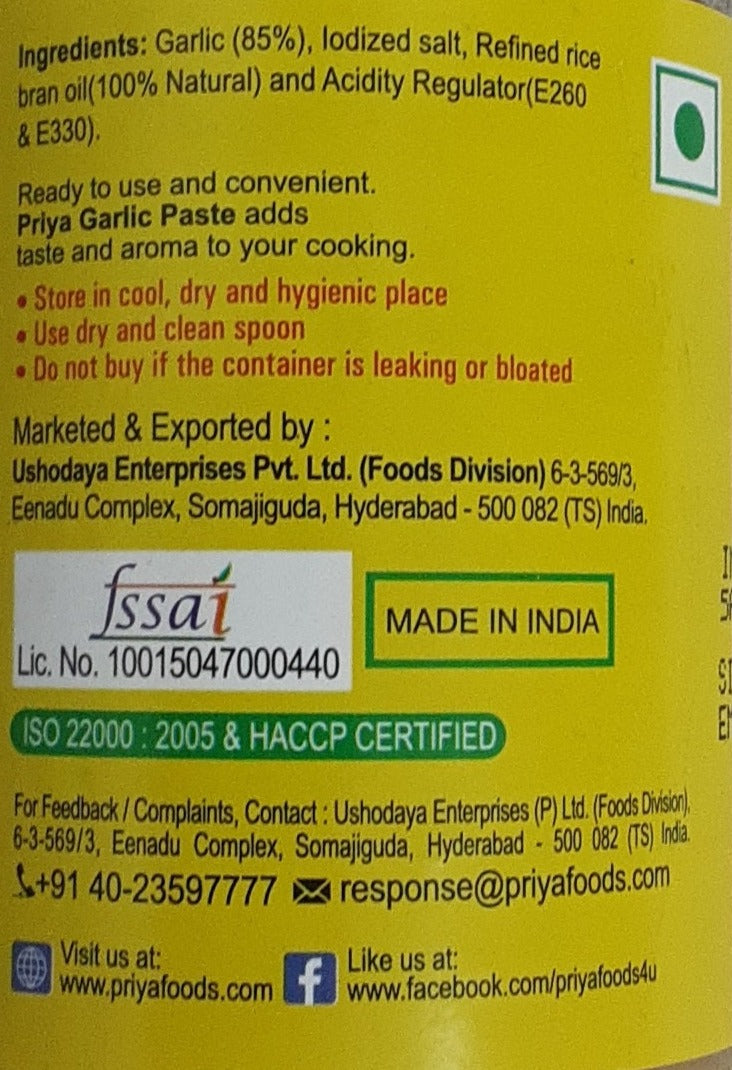 Ingredients: Garlic (85%), Iodized salt, Refined rice
bran oil(100% Natural) and Acidity Regulator(E260
& E330).
Ready to use and convenient.
Priya Garlic Paste adds
taste and aroma to your cooking.
• Store in cool, dry and hygienic place
• Use dry and clean spoon
• Do not buy if the container is leaking or bloated
Marketed & Exported by :
Ushodaya Enterprises Pvt. Ltd. (Foods Division) 6-3-569/3,
Eenadu Complex, Somajiguda, Hyderabad - 500 082 (TS) India.
fssai
Lic. No. 10015047000440
MADE IN INDIA
ISO 22000 : 2005 & HACCP CERTIFIED
For Feedback / Complaints, Contact : Ushodaya Enterprises (P) Ltd. (Foods Division),
6-3-569/3, Eenadu Complex, Somajiguda, Hyderabad - 500 082 (TS) India.
+91 40-23597777 response@priyafoods.com
Visit us at:
www.priyafoods.com
Like us at:
www.facebook.com/priyafoods4u